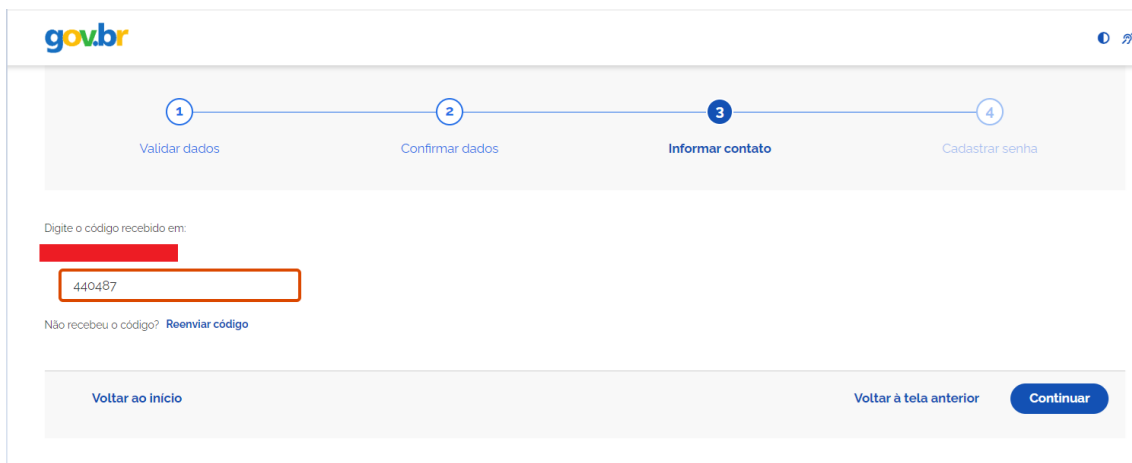 gov.br
1 2 3 4
Validar dados Confirmar dados Informar contato Cadastrar senha
Digite o código recebido em:
440487
Não recebeu o código? Reenviar código
Voltar ao início Voltar à tela anterior Continuar